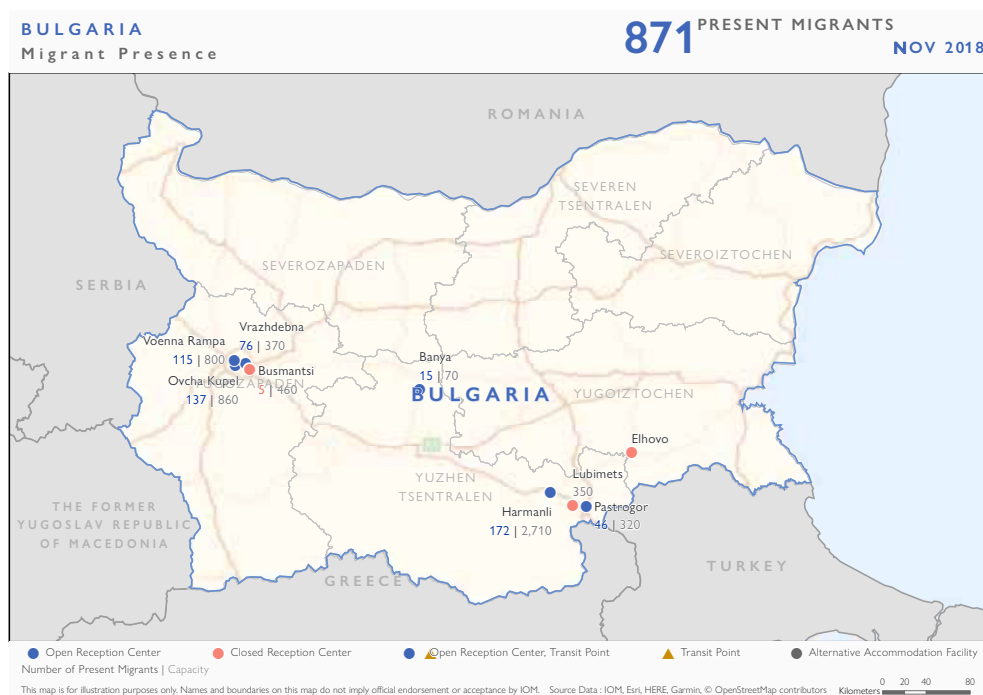 BULGARIA
Migrant Presence
871 PRESENT MIGRANTS
NOV 2018
ROMANIA
SEVEREN
TSENTRALEN
SEVEROIZTOCHEN
SEVEROZAPADEN
SERBIA
Vrazhdebna
76 | 370
Voenna Rampa
115 | 800
Banya
15 | 70
Busmantsi
5 | 460
Ovcha Kupel
137 | 860
BULGARIA
YUGOIZTOCHEN
Elhovo
Lubimets
350
YUZHEN
TSENTRALEN
Harmanli
172 | 2,710
Pastrogor
46 | 320
THE FORMER
YUGOSLAV REPUBLIC
OF MACEDONIA
GREECE
TURKEY
Open Reception Center
Closed Reception Center
Open Reception Center, Transit Point
Transit Point
Alternative Accommodation Facility
Number of Present Migrants | Capacity
This map is for illustration purposes only. Names and boundaries on this map do not imply official endorsement or acceptance by IOM. Source Data : IOM, Esri, HERE, Garmin, © OpenStreetMap contributors
Kilometers 0 20 40 80